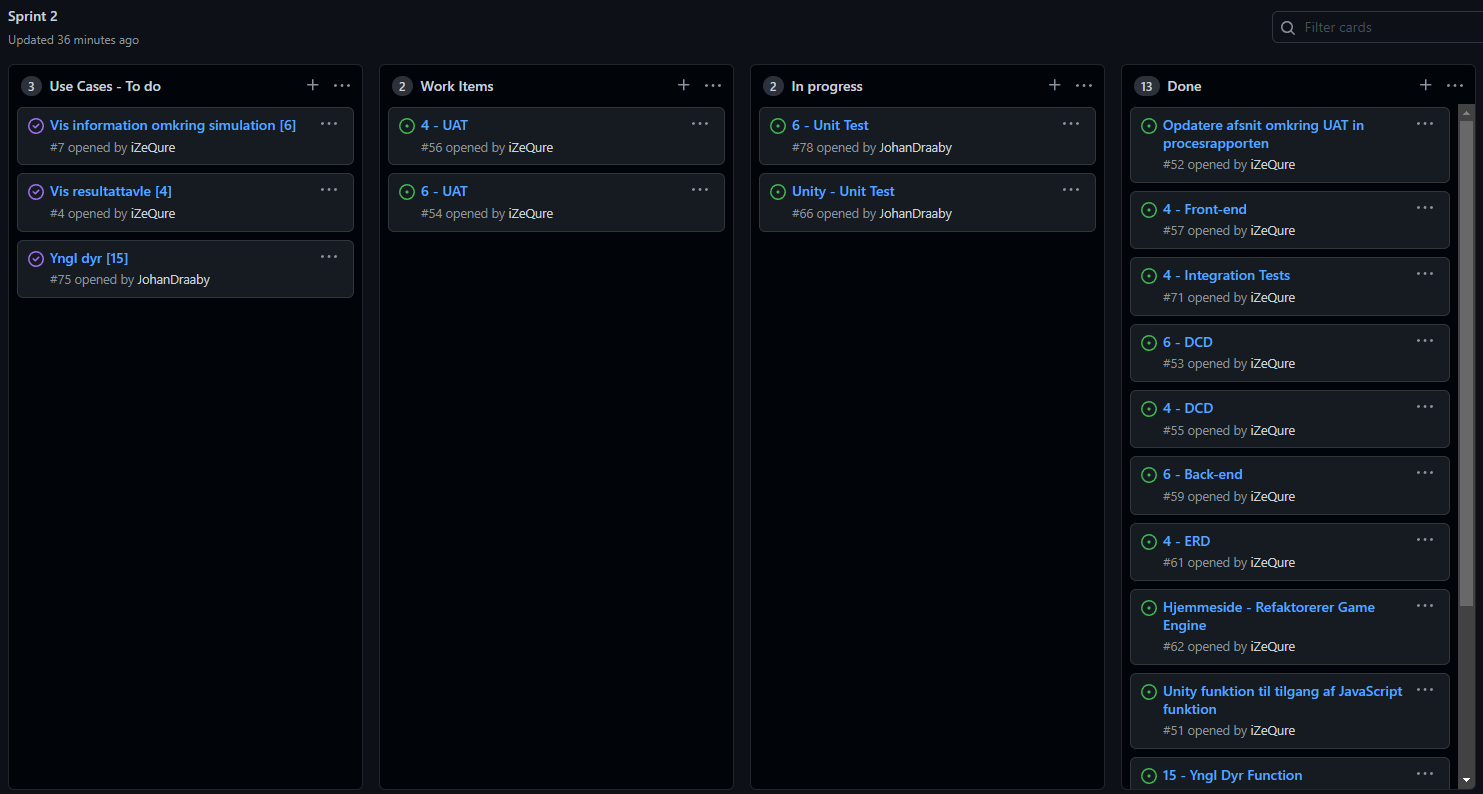 Sprint 2
Updated 36 minutes ago
Filter cards
3 Use Cases - To do
Vis information omkring simulation [6]
#7 opened by iZeQure
Vis resultattavle [4]
#4 opened by iZeQure
Yngl dyr [15]
#75 opened by JohanDraaby
2 Work Items
4 - UAT
#56 opened by iZeQure
6 - UAT
#54 opened by iZeQure
2 In progress
6 - Unit Test
#78 opened by JohanDraaby
Unity - Unit Test
#66 opened by JohanDraaby
13 Done
Opdatere afsnit omkring UAT in
procesrapporten
#52 opened by iZeQure
4 - Front-end
#57 opened by iZeQure
4 - Integration Tests
#71 opened by iZeQure
6 - DCD
#53 opened by iZeQure
4 - DCD
#55 opened by iZeQure
6 - Back-end
#59 opened by iZeQure
4 - ERD
#61 opened by iZeQure
Hjemmeside - Refaktorerer Game
Engine
#62 opened by iZeQure
Unity funktion til tilgang af JavaScript
funktion
#51 opened by iZeQure
15 - Yngl Dyr Function